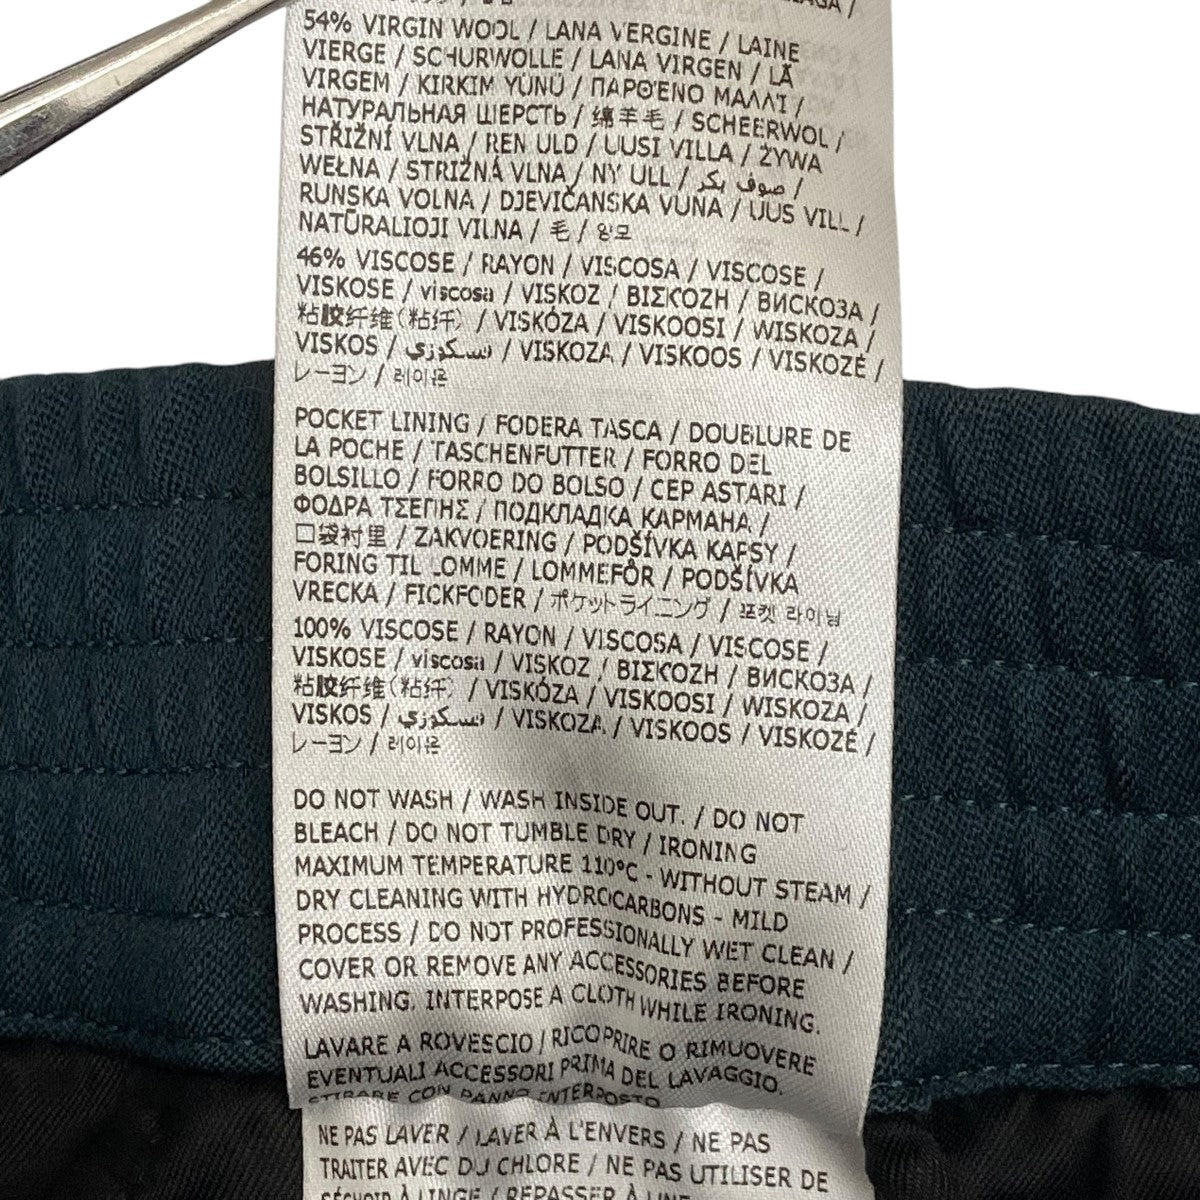 54% VIRGIN WOOL / LANA VERGINE / LAINE
VIERGE / SCHURWOLLE / LANA VIRGEN / LÃ
VIRGEM / KIRKIM YÜNÜ / ΠΑΡΘΕΝΟ ΜΑΛΛΊ /
НАТУРАЛЬНАЯ ШЕРСТЬ / 绵羊毛 / SCHEERWOL /
STŘIŽNÍ VLNA / REN ULD / UUSI VILLA / ŻYWA
WEŁNA / STRIŽNÁ VLNA / NY ULL / صوف بكر /
RUNSKA VOLNA / DJEVIČANSKA VUNA / UUS VILL /
NATŪRALIOJI VILNA / 毛 / 양모
46% VISCOSE / RAYON / VISCOSA / VISCOSE /
VISKOSE / viscosa / VISKOZ / ΒΙΣΚΟΖΗ / ВИСКОЗА /
粘胶纤维(粘纤) / VISKÓZA / VISKOOSI / WISKOZA /
VISKOS / فسكوزي / VISKOZA / VISKOOS / VISKOZĖ /
レーヨン / 레이온
POCKET LINING / FODERA TASCA / DOUBLURE DE
LA POCHE / TASCHENFUTTER / FORRO DEL
BOLSILLO / FORRO DO BOLSO / CEP ASTARI /
ΦΟΔΡΑ ΤΣΕΠΗΣ / ПОДКЛАДКА КАРМАНА /
口袋衬里 / ZAKVOERING / PODŠÍVKA KAPSY /
FORING TIL LOMME / LOMMEFÔR / PODŠÍVKA
VRECKA / FICKFODER / ポケットライニング / 포켓 라이닝
100% VISCOSE / RAYON / VISCOSA / VISCOSE /
VISKOSE / viscosa / VISKOZ / ΒΙΣΚΟΖΗ / ВИСКОЗА /
粘胶纤维(粘纤) / VISKÓZA / VISKOOSI / WISKOZA /
VISKOS / فسكوزي / VISKOZA / VISKOOS / VISKOZĖ /
レーヨン / 레이온
DO NOT WASH / WASH INSIDE OUT. / DO NOT
BLEACH / DO NOT TUMBLE DRY / IRONING
MAXIMUM TEMPERATURE 110°C - WITHOUT STEAM /
DRY CLEANING WITH HYDROCARBONS - MILD
PROCESS / DO NOT PROFESSIONALLY WET CLEAN /
COVER OR REMOVE ANY ACCESSORIES BEFORE
WASHING. INTERPOSE A CLOTH WHILE IRONING.
LAVARE A ROVESCIO / RICOPRIRE O RIMUOVERE
EVENTUALI ACCESSORI PRIMA DEL LAVAGGIO.
STIRARE CON PANNO INTERPOSTO
NE PAS LAVER / LAVER À L'ENVERS / NE PAS
TRAITER AVEC DU CHLORE / NE PAS UTILISER DE
SÉCHOIR À LINGE / REPASSER À UNE